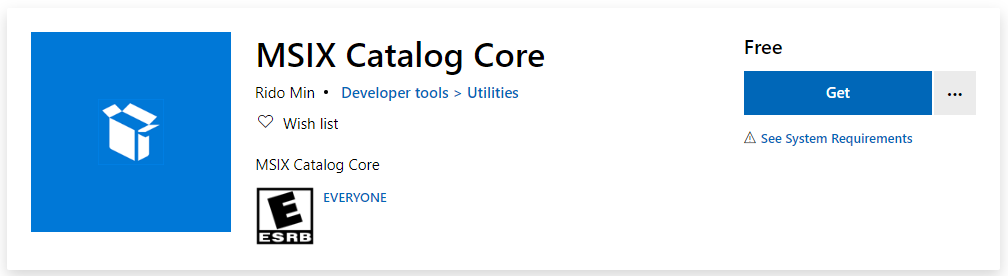 MSIX Catalog Core
Rido Min • Developer tools > Utilities
Wish list
MSIX Catalog Core
E
ESRB
EVERYONE
Free
Get
...
See System Requirements